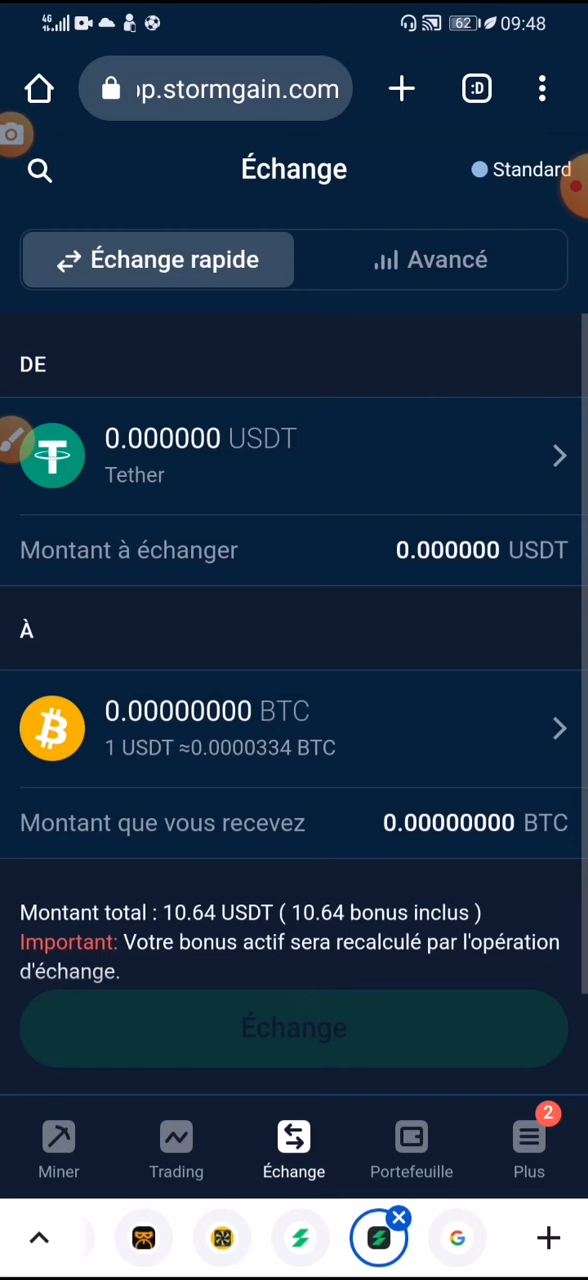 4G 62 09:48
op.stormgain.com :D
Échange Standard
Échange rapide Avancé
DE
0.000000 USDT
Tether
Montant à échanger 0.000000 USDT
À
0.00000000 BTC
1 USDT ≈0.0000334 BTC
Montant que vous recevez 0.00000000 BTC
Montant total : 10.64 USDT ( 10.64 bonus inclus )
Important: Votre bonus actif sera recalculé par l'opération
d'échange.
Échange
2
Miner Trading Échange Portefeuille Plus